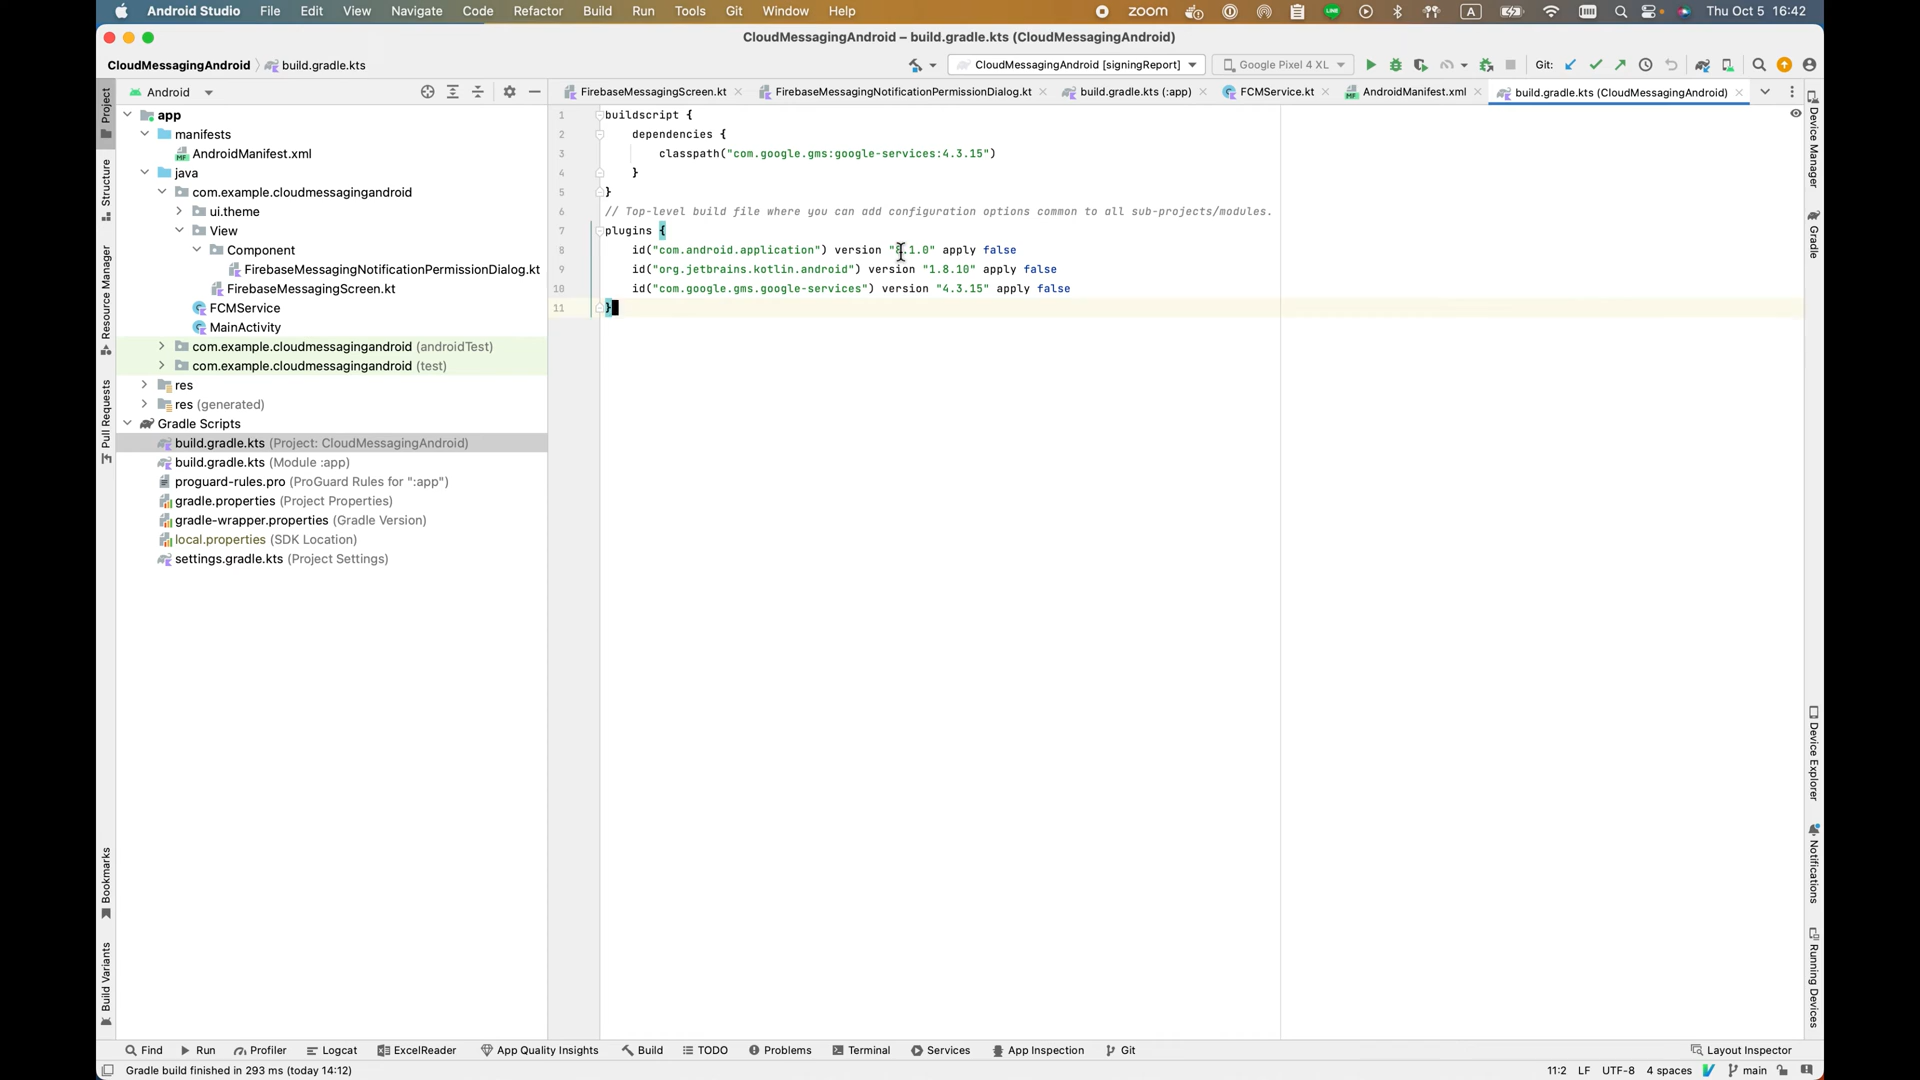 Android Studio File Edit View Navigate Code Refactor Build Run Tools Git Window Help zoom A Thu Oct 5 16:42
CloudMessagingAndroid – build.gradle.kts (CloudMessagingAndroid)
CloudMessagingAndroid build.gradle.kts CloudMessagingAndroid [signingReport] Google Pixel 4 XL Git:
Android FirebaseMessagingScreen.kt FirebaseMessagingNotificationPermissionDialog.kt build.gradle.kts (:app) FCMService.kt AndroidManifest.xml build.gradle.kts (CloudMessagingAndroid)
Project
Structure
Resource Manager
Pull Requests
Bookmarks
Build Variants
app
manifests
AndroidManifest.xml
java
com.example.cloudmessagingandroid
ui.theme
View
Component
FirebaseMessagingNotificationPermissionDialog.kt
FirebaseMessagingScreen.kt
FCMService
MainActivity
com.example.cloudmessagingandroid (androidTest)
com.example.cloudmessagingandroid (test)
res
res (generated)
Gradle Scripts
build.gradle.kts (Project: CloudMessagingAndroid)
build.gradle.kts (Module :app)
proguard-rules.pro (ProGuard Rules for ":app")
gradle.properties (Project Properties)
gradle-wrapper.properties (Gradle Version)
local.properties (SDK Location)
settings.gradle.kts (Project Settings)
1 buildscript {
2 dependencies {
3 classpath("com.google.gms:google-services:4.3.15")
4 }
5 }
6 // Top-level build file where you can add configuration options common to all sub-projects/modules.
7 plugins {
8 id("com.android.application") version "8.1.0" apply false
9 id("org.jetbrains.kotlin.android") version "1.8.10" apply false
10 id("com.google.gms.google-services") version "4.3.15" apply false
11 }
Device Manager
Gradle
Device Explorer
Notifications
Running Devices
Find Run Profiler Logcat ExcelReader App Quality Insights Build TODO Problems Terminal Services App Inspection Git Layout Inspector
Gradle build finished in 293 ms (today 14:12) 11:2 LF UTF-8 4 spaces main